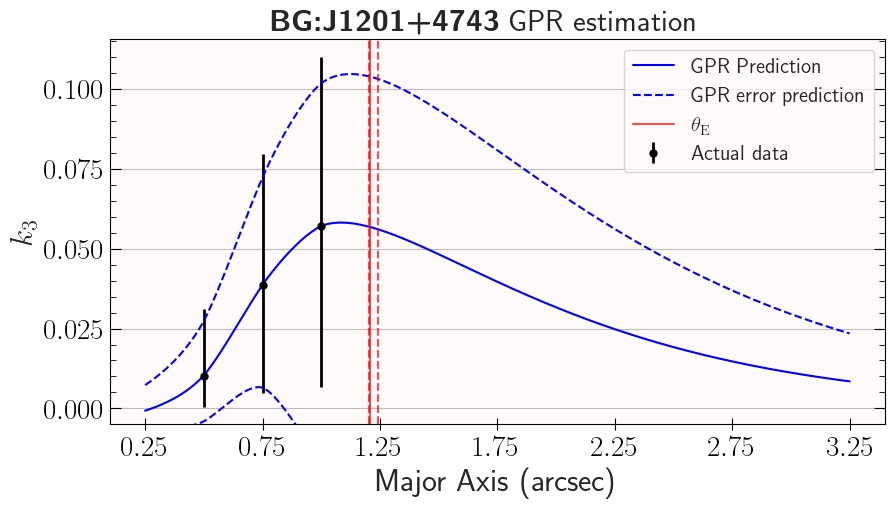 BG:J1201+4743 GPR estimation
GPR Prediction
GPR error prediction
θE
Actual data
0.100
0.075
0.050
0.025
0.000
k3
0.25 0.75 1.25 1.75 2.25 2.75 3.25
Major Axis (arcsec)